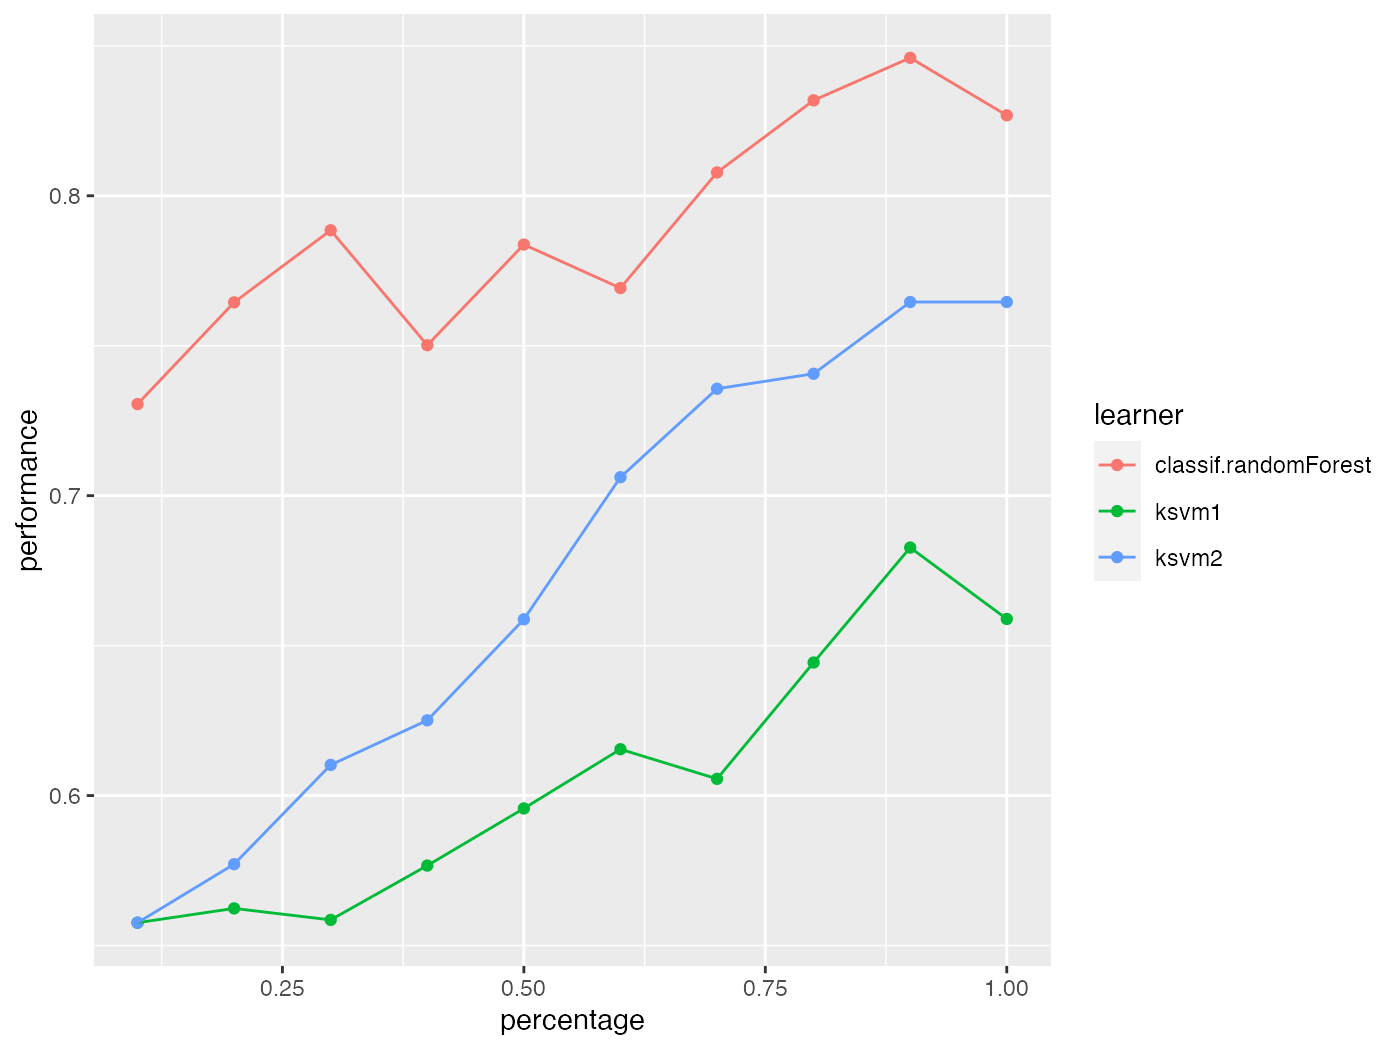 performance
0.8
0.7
0.6
0.25
0.50
0.75
1.00
percentage
learner
classif.randomForest
ksvm1
ksvm2